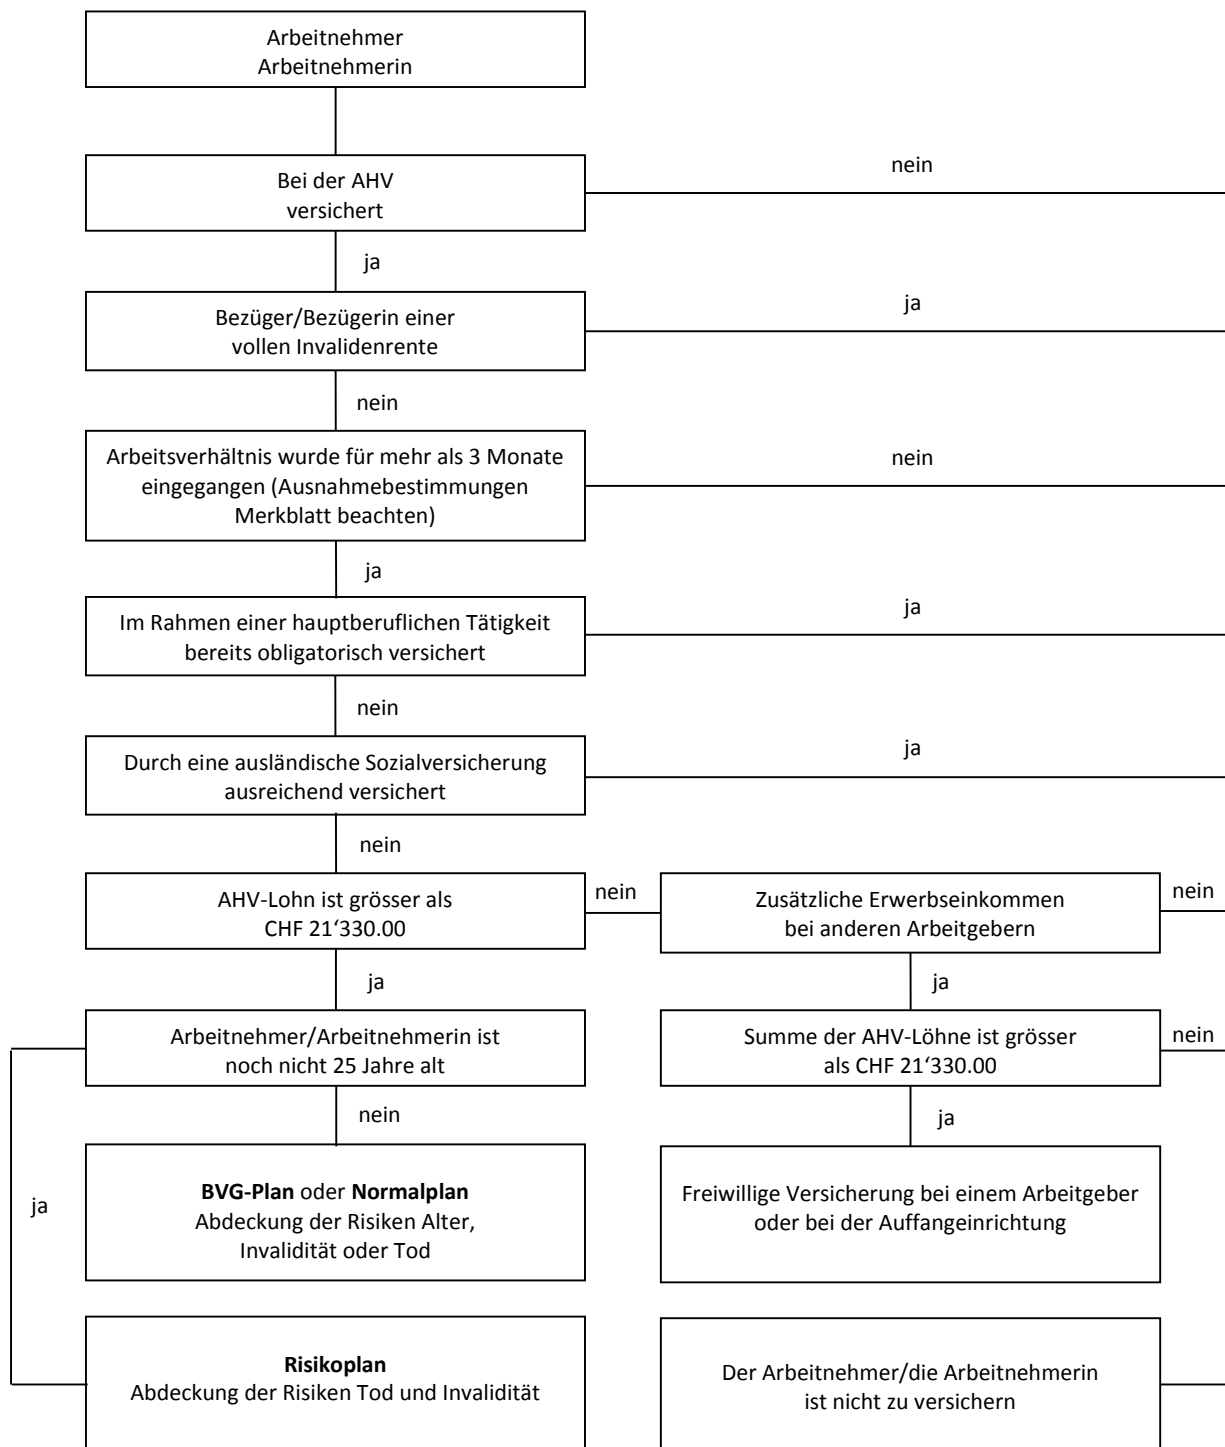 Arbeitnehmer
Arbeitnehmerin
Bei der AHV
versichert
nein
ja
Bezüger/Bezügerin einer
vollen Invalidenrente
ja
nein
Arbeitsverhältnis wurde für mehr als 3 Monate
eingegangen (Ausnahmebestimmungen
Merkblatt beachten)
nein
ja
Im Rahmen einer hauptberuflichen Tätigkeit
bereits obligatorisch versichert
ja
nein
Durch eine ausländische Sozialversicherung
ausreichend versichert
ja
nein
AHV-Lohn ist grösser als
CHF 21‘330.00
nein
Zusätzliche Erwerbseinkommen
bei anderen Arbeitgebern
nein
ja
ja
Arbeitnehmer/Arbeitnehmerin ist
noch nicht 25 Jahre alt
Summe der AHV-Löhne ist grösser
als CHF 21‘330.00
nein
nein
ja
ja
BVG-Plan oder Normalplan
Abdeckung der Risiken Alter,
Invalidität oder Tod
Freiwillige Versicherung bei einem Arbeitgeber
oder bei der Auffangeinrichtung
Risikoplan
Abdeckung der Risiken Tod und Invalidität
Der Arbeitnehmer/die Arbeitnehmerin
ist nicht zu versichern